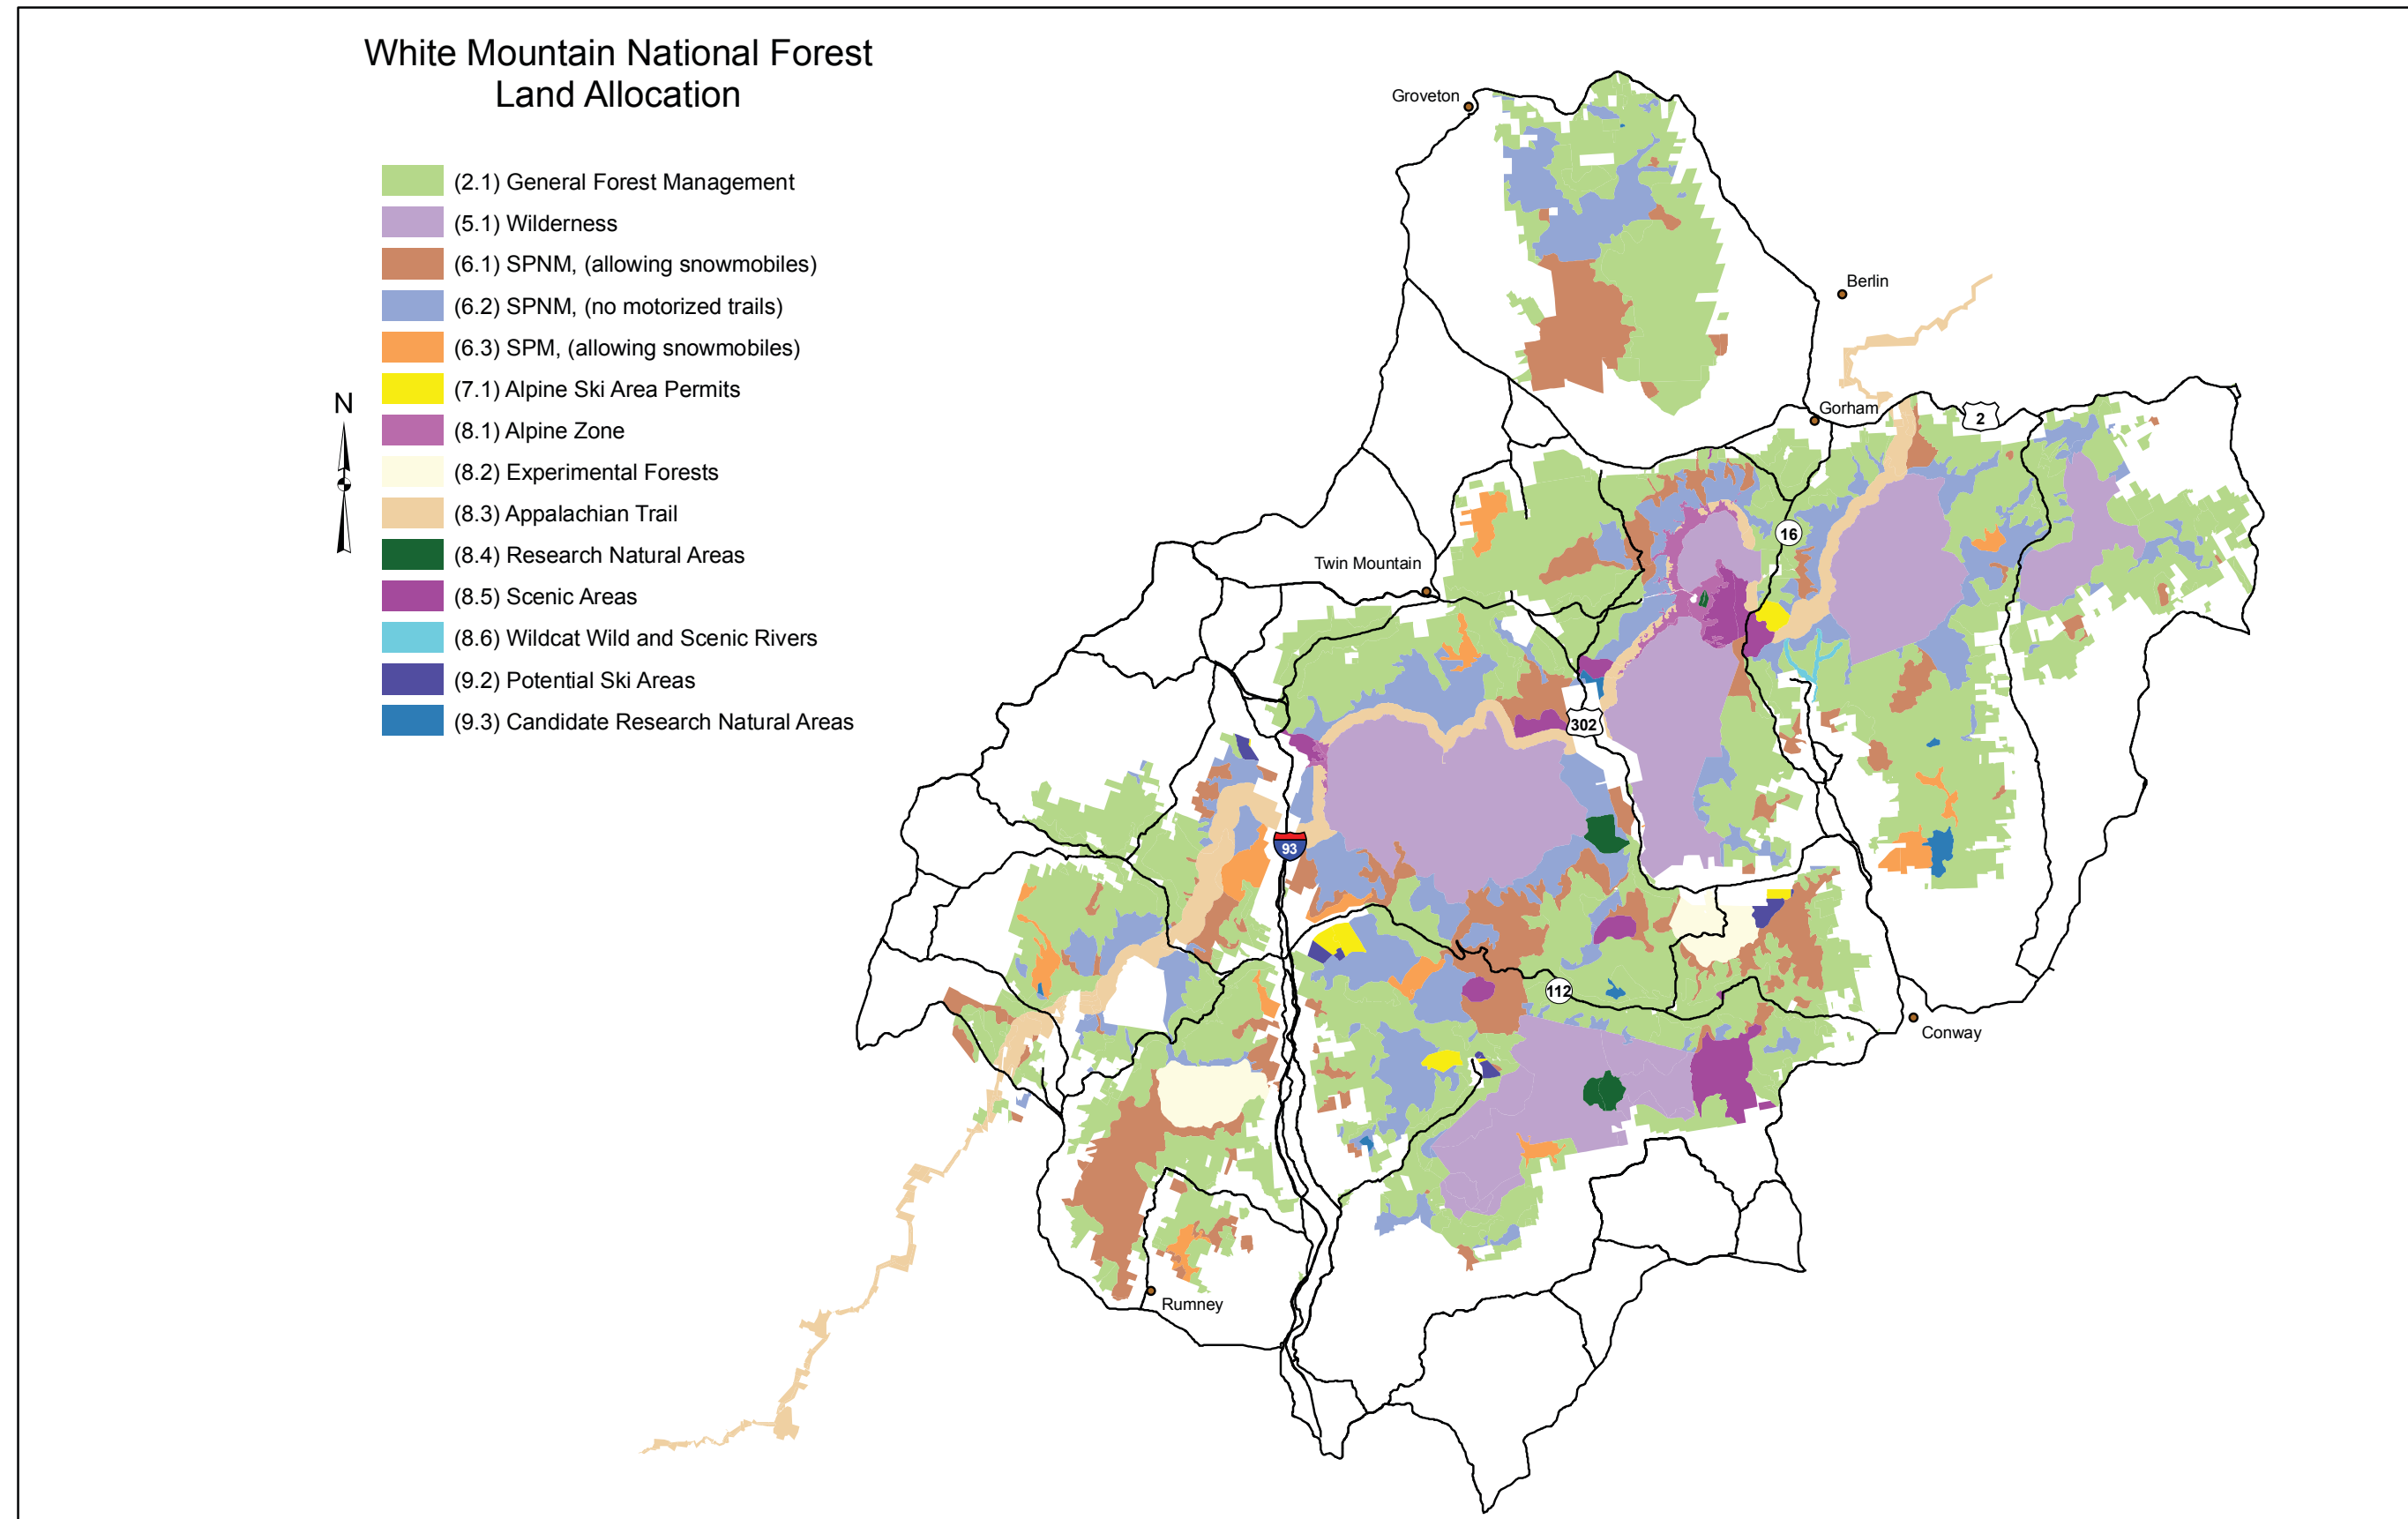 White Mountain National Forest
Land Allocation
(2.1) General Forest Management
(5.1) Wilderness
(6.1) SPNM, (allowing snowmobiles)
(6.2) SPNM, (no motorized trails)
(6.3) SPM, (allowing snowmobiles)
(7.1) Alpine Ski Area Permits
(8.1) Alpine Zone
(8.2) Experimental Forests
(8.3) Appalachian Trail
(8.4) Research Natural Areas
(8.5) Scenic Areas
(8.6) Wildcat Wild and Scenic Rivers
(9.2) Potential Ski Areas
(9.3) Candidate Research Natural Areas
N
Groveton
Berlin
Gorham
2
16
Twin Mountain
302
93
112
Conway
Rumney